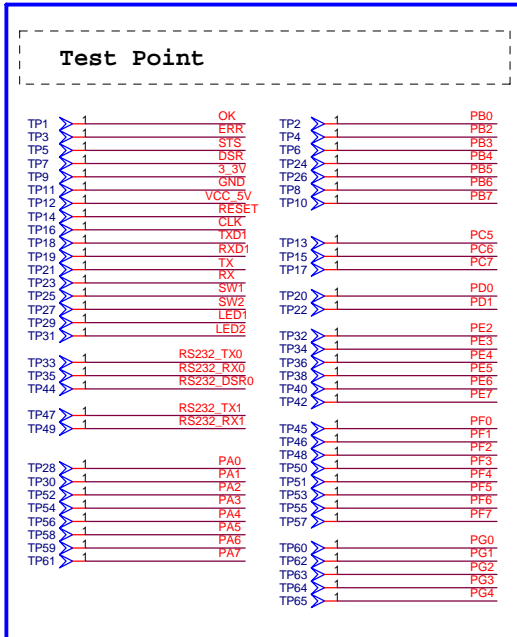 Test Point
TP1 1 OK
TP3 1 ERR
TP5 1 STS
TP7 1 DSR
TP9 1 3_3V
TP11 1 GND
TP12 1 VCC_5V
TP14 1 RESET
TP16 1 CLK
TP18 1 TXD1
TP19 1 RXD1
TP21 1 TX
TP23 1 RX
TP25 1 SW1
TP27 1 SW2
TP29 1 LED1
TP31 1 LED2
TP33 1 RS232_TX0
TP35 1 RS232_RX0
TP44 1 RS232_DSR0
TP47 1 RS232_TX1
TP49 1 RS232_RX1
TP28 1 PA0
TP30 1 PA1
TP52 1 PA2
TP54 1 PA3
TP56 1 PA4
TP58 1 PA5
TP59 1 PA6
TP61 1 PA7
TP2 1 PB0
TP4 1 PB2
TP6 1 PB3
TP24 1 PB4
TP26 1 PB5
TP8 1 PB6
TP10 1 PB7
TP13 1 PC5
TP15 1 PC6
TP17 1 PC7
TP20 1 PD0
TP22 1 PD1
TP32 1 PE2
TP34 1 PE3
TP36 1 PE4
TP38 1 PE5
TP40 1 PE6
TP42 1 PE7
TP45 1 PF0
TP46 1 PF1
TP48 1 PF2
TP50 1 PF3
TP51 1 PF4
TP53 1 PF5
TP55 1 PF6
TP57 1 PF7
TP60 1 PG0
TP62 1 PG1
TP63 1 PG2
TP64 1 PG3
TP65 1 PG4